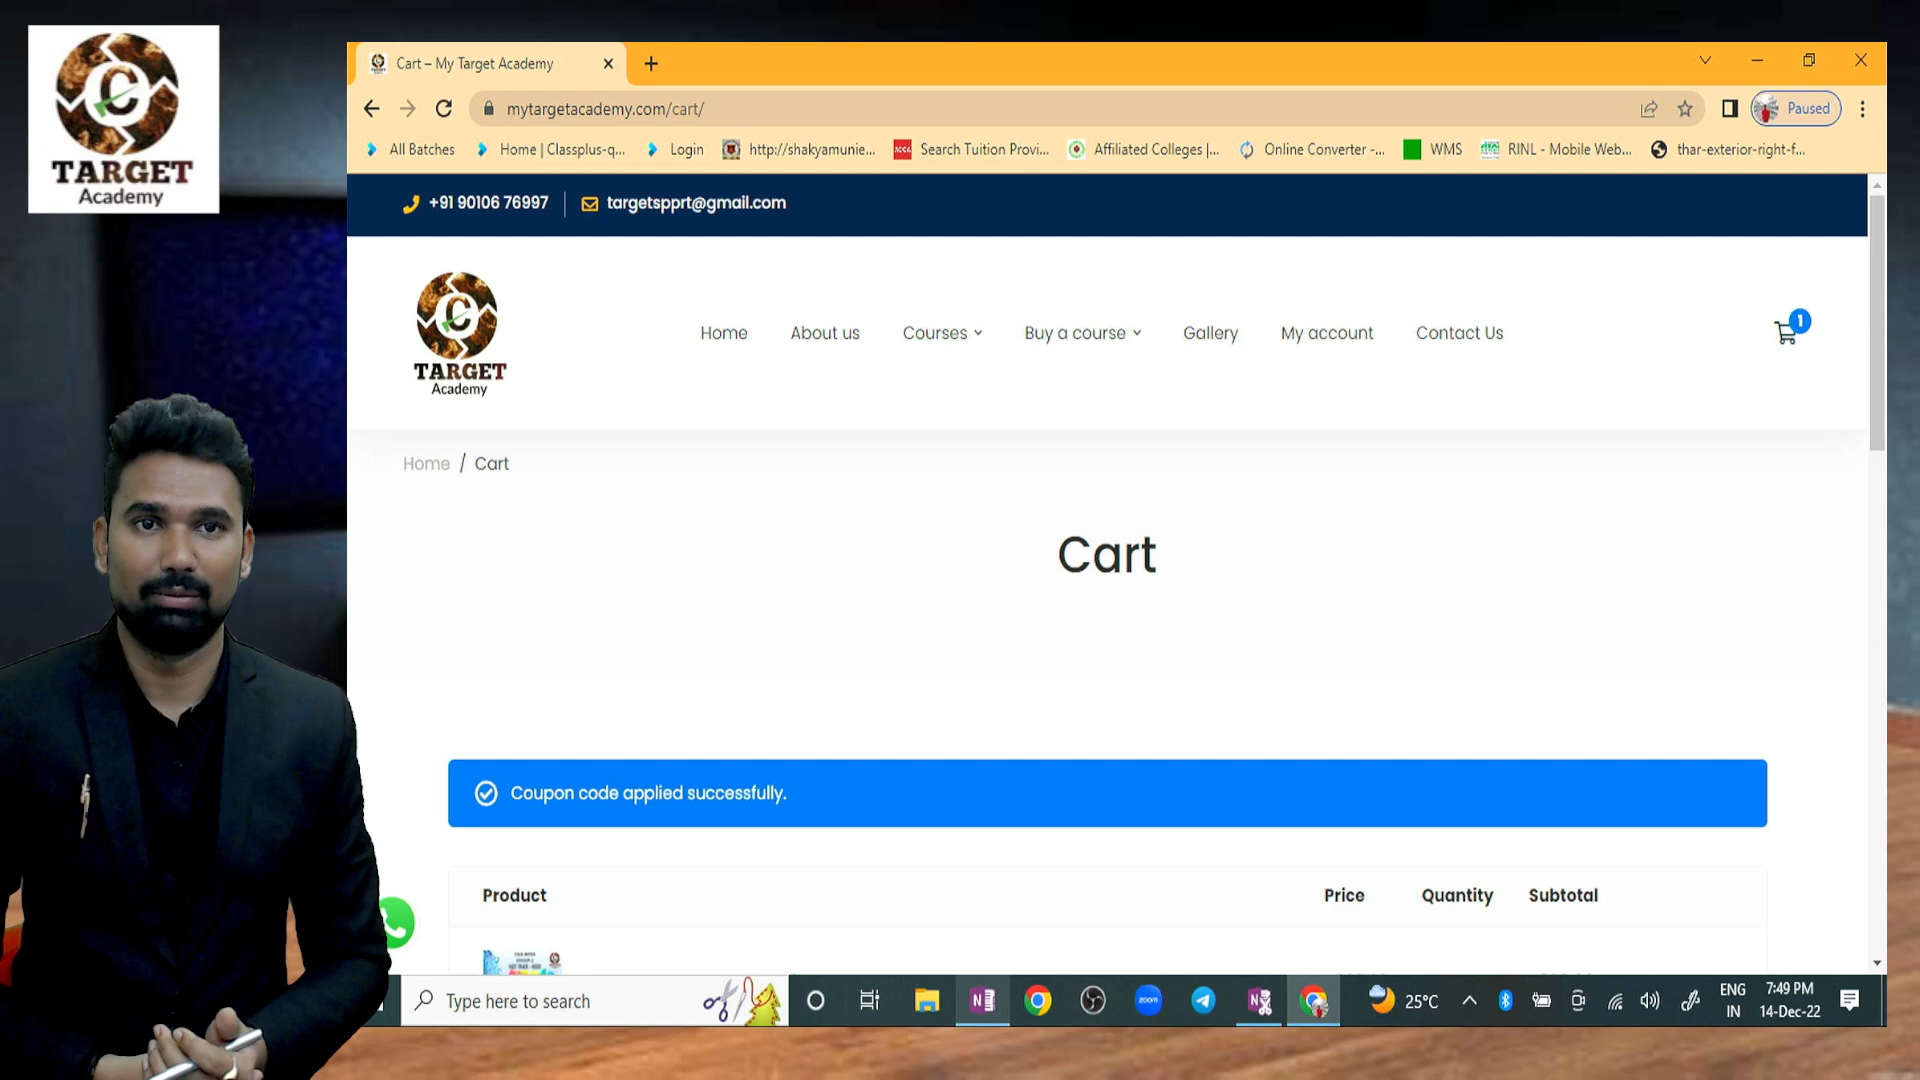 TARGET
Academy
Cart – My Target Academy
mytargetacademy.com/cart/
Paused
All Batches
Home | Classplus-q...
Login
http://shakyamunie...
ACCA
Search Tuition Provi...
Affiliated Colleges |...
Online Converter -...
WMS
RINL - Mobile Web...
thar-exterior-right-f...
+91 90106 76997
targetspprt@gmail.com
TARGET
Academy
Home
About us
Courses
Buy a course
Gallery
My account
Contact Us
1
Home / Cart
Cart
Coupon code applied successfully.
Product
Price
Quantity
Subtotal
Type here to search
zoom
25°C
ENG
IN
7:49 PM
14-Dec-22